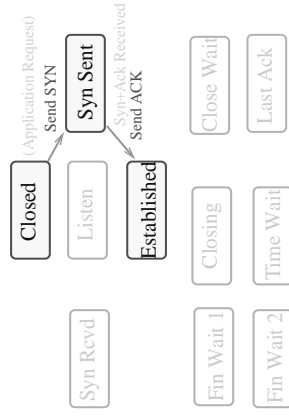 Closed
(Application Request)
Send SYN
Syn Sent
Syn Rcvd
Listen
Syn+Ack Received
Send ACK
Established
Fin Wait 1
Closing
Close Wait
Fin Wait 2
Time Wait
Last Ack